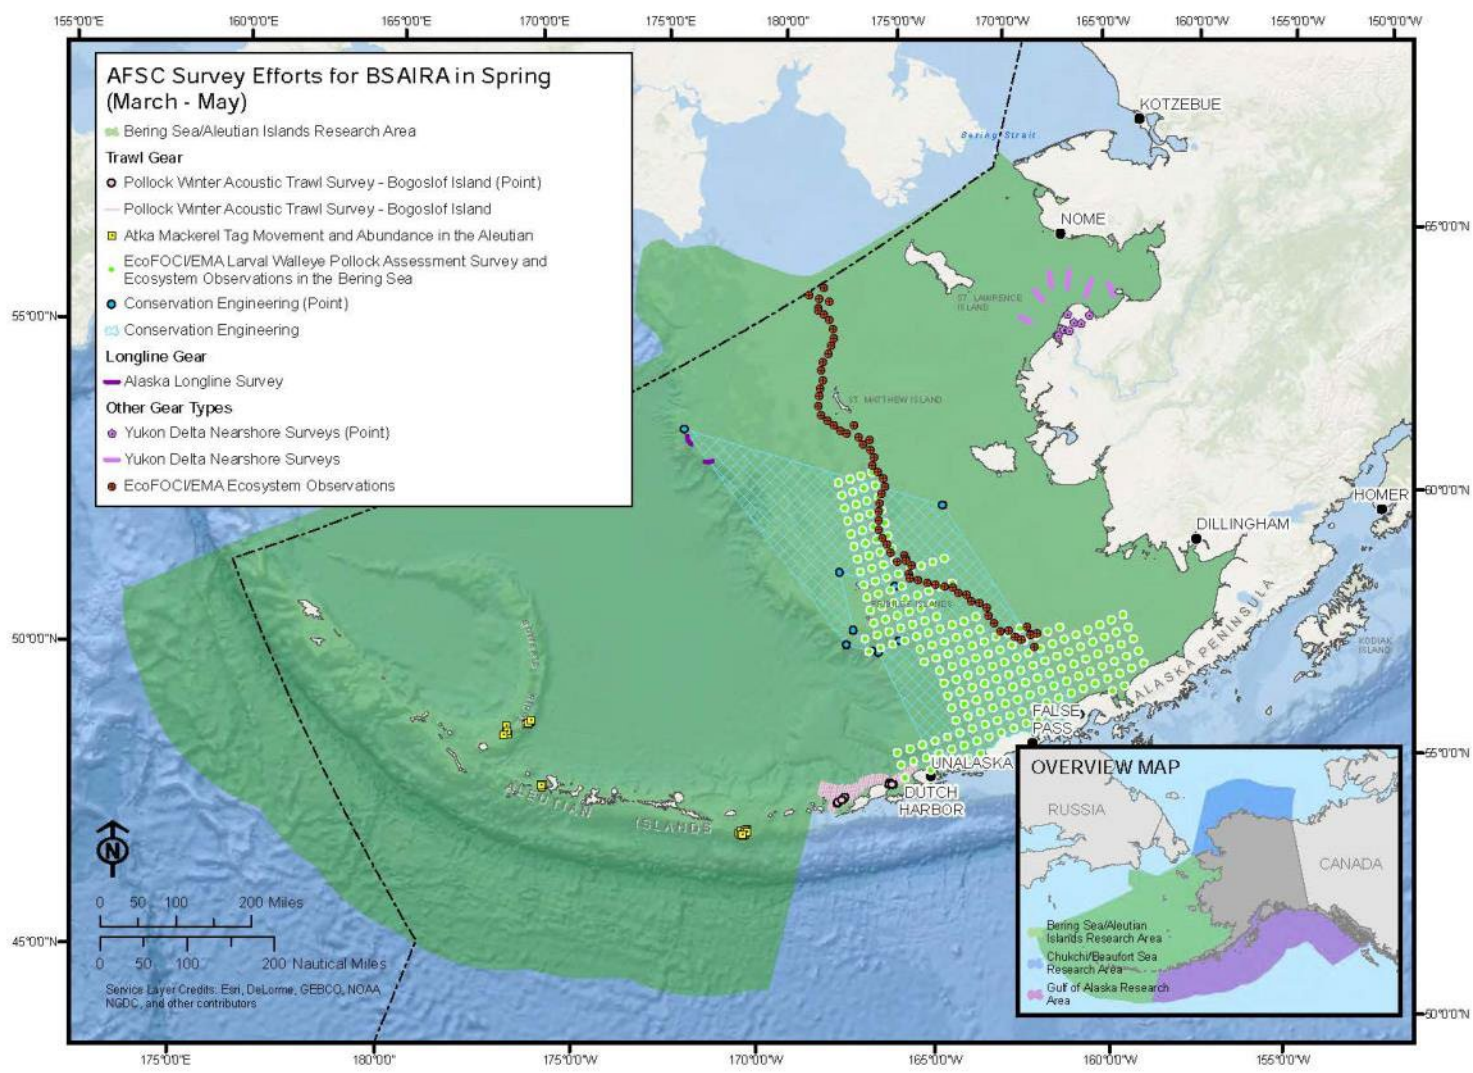 155°0'0"E 160°0'0"E 165°0'0"E 170°0'0"E 175°0'0"E 180°0'0" 175°0'0"W 170°0'0"W 165°0'0"W 160°0'0"W 155°0'0"W 150°0'0"W
AFSC Survey Efforts for BSAIRA in Spring
(March - May)
Bering Sea/Aleutian Islands Research Area
Trawl Gear
Pollock Winter Acoustic Trawl Survey - Bogoslof Island (Point)
Pollock Winter Acoustic Trawl Survey - Bogoslof Island
Atka Mackerel Tag Movement and Abundance in the Aleutian
EcoFOCI/EMA Larval Walleye Pollock Assessment Survey and
Ecosystem Observations in the Bering Sea
Conservation Engineering (Point)
Conservation Engineering
Longline Gear
Alaska Longline Survey
Other Gear Types
Yukon Delta Nearshore Surveys (Point)
Yukon Delta Nearshore Surveys
EcoFOCI/EMA Ecosystem Observations
KOTZEBUE
Bering Strait
NOME
65°0'0"N
ST. LAWRENCE
ISLAND
55°0'0"N
ST. MATTHEW ISLAND
60°0'0"N
HOMER
DILLINGHAM
ISLANDS
50°0'0"N
KODIAK
ISLAND
ALASKA PENINSULA
FALSE
PASS
55°0'0"N
UNALASKA
DUTCH
HARBOR
ALEUTIAN
ISLANDS
N
0 50 100 200 Miles
0 50 100 200 Nautical Miles
45°0'0"N
Service Layer Credits: Esri, DeLorme, GEBCO, NOAA
NGDC, and other contributors
OVERVIEW MAP
RUSSIA
CANADA
Bering Sea/Aleutian
Islands Research Area
Chukchi/Beaufort Sea
Research Area
Gulf of Alaska Research
Area
50°0'0"N
175°0'0"E 180°0'0" 175°0'0"W 170°0'0"W 165°0'0"W 160°0'0"W 155°0'0"W